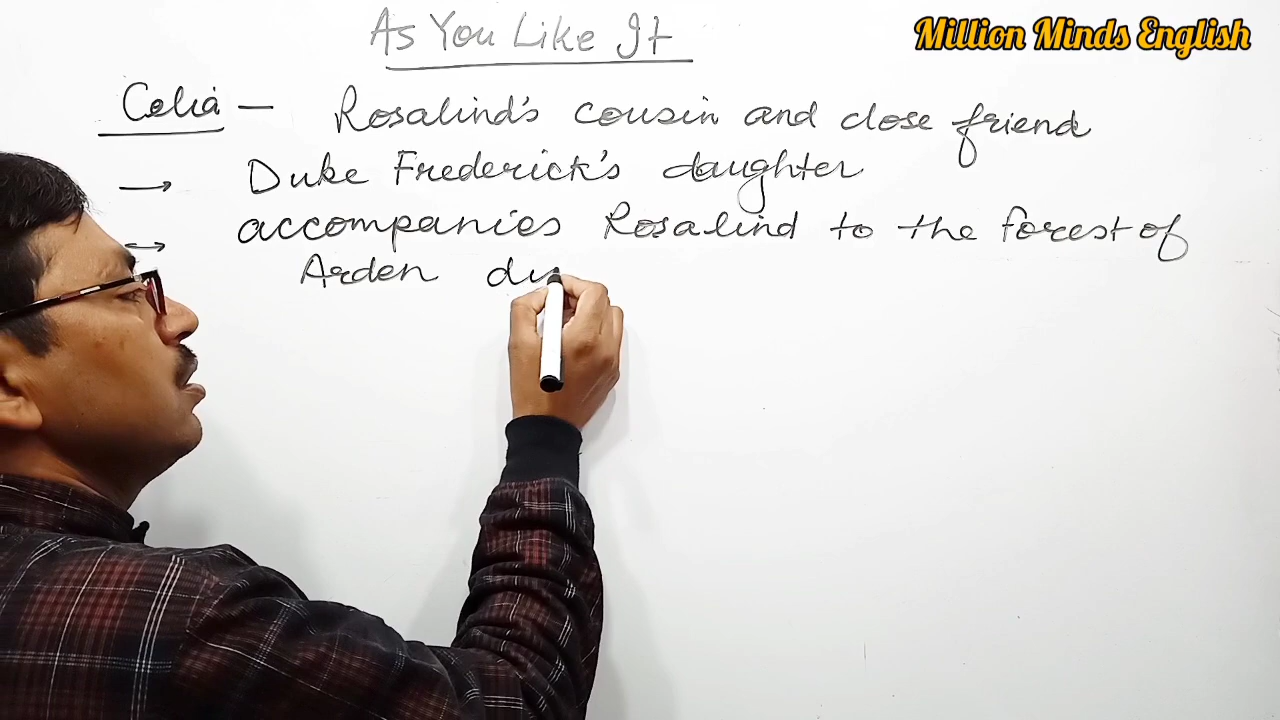 As You Like It
Million Minds English
Celia — Rosalind's cousin and close friend
→ Duke Frederick's daughter
→ accompanies Rosalind to the forest of
Arden du